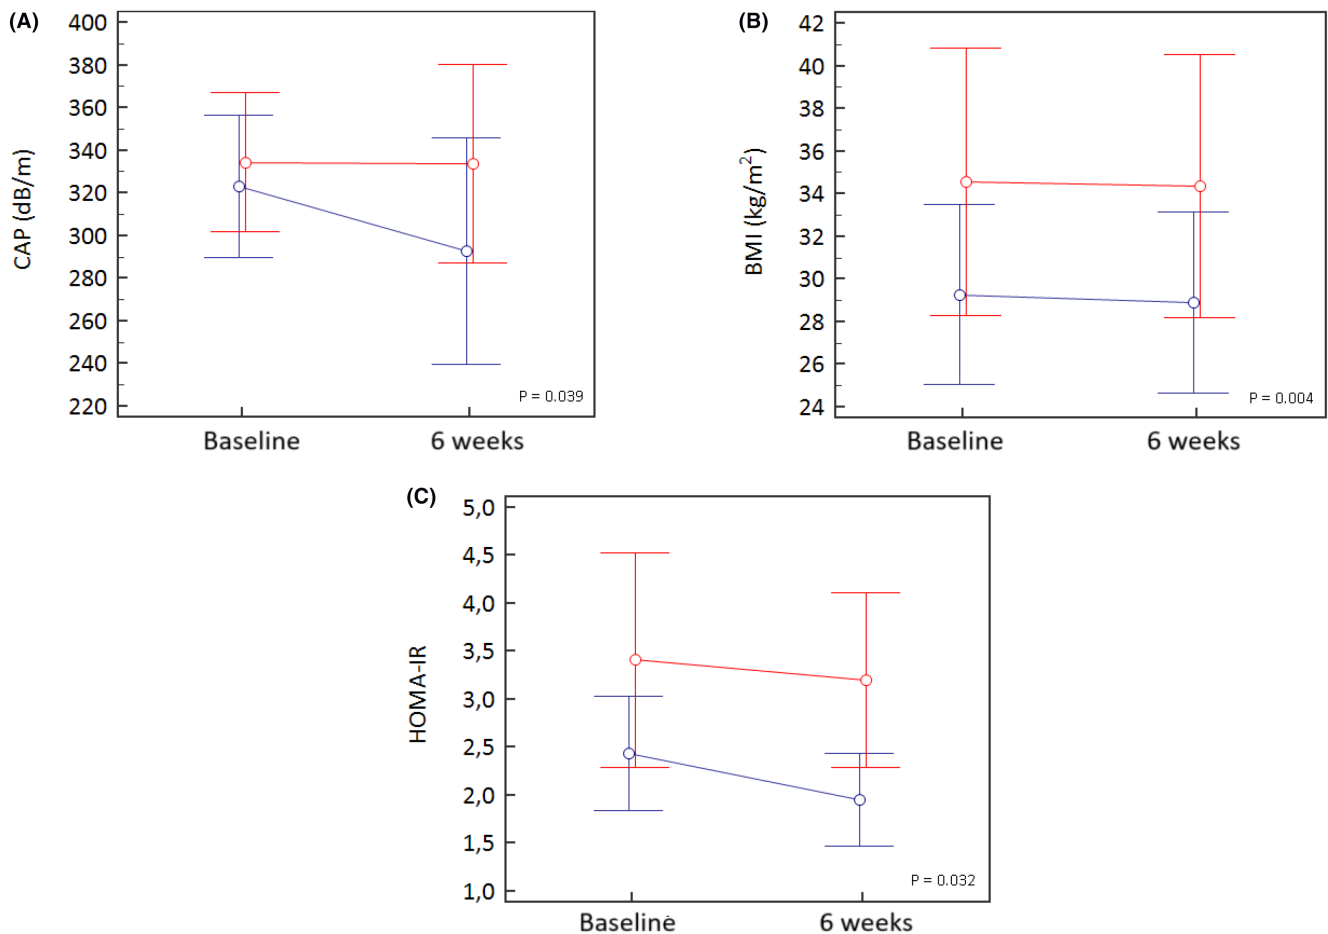 (A)
CAP (dB/m)
400
380
360
340
320
300
280
260
240
220
P = 0.039
Baseline 6 weeks
(B)
BMI (kg/m²)
42
40
38
36
34
32
30
28
26
24
P = 0.004
Baseline 6 weeks
(C)
HOMA-IR
5,0
4,5
4,0
3,5
3,0
2,5
2,0
1,5
1,0
P = 0.032
Baseline 6 weeks